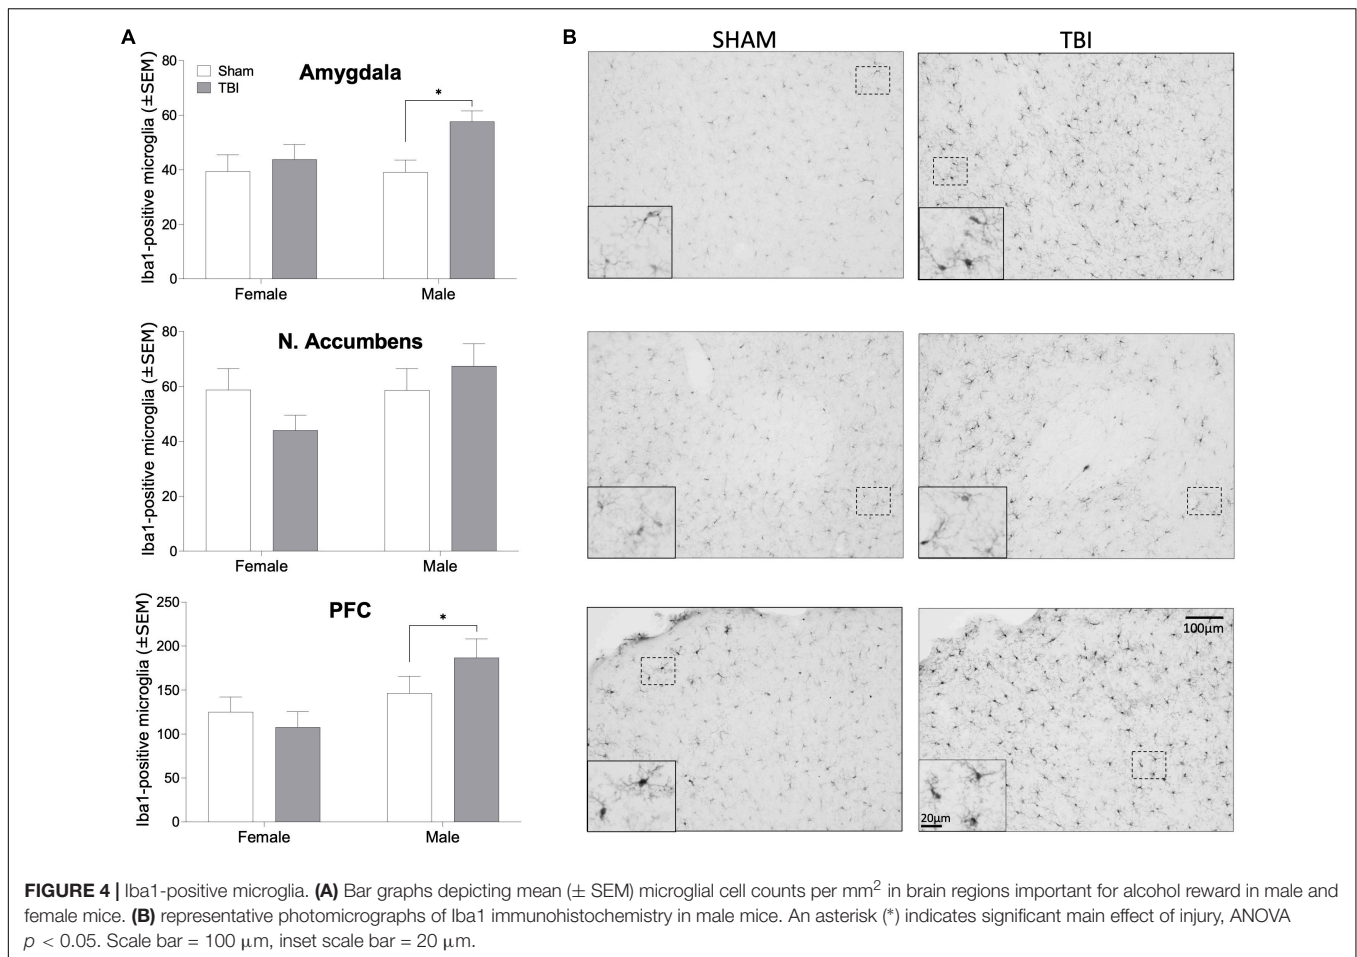 A
Iba1-positive microglia (±SEM)
80
60
40
20
0
Sham
TBI
Amygdala
*
Female
Male
Iba1-positive microglia (±SEM)
80
60
40
20
0
N. Accumbens
Female
Male
Iba1-positive microglia (±SEM)
250
200
150
100
50
0
PFC
*
Female
Male
B
SHAM
TBI
100μm
20μm
FIGURE 4 | Iba1-positive microglia. (A) Bar graphs depicting mean (± SEM) microglial cell counts per mm² in brain regions important for alcohol reward in male and
female mice. (B) representative photomicrographs of Iba1 immunohistochemistry in male mice. An asterisk (*) indicates significant main effect of injury, ANOVA
p < 0.05. Scale bar = 100 μm, inset scale bar = 20 μm.